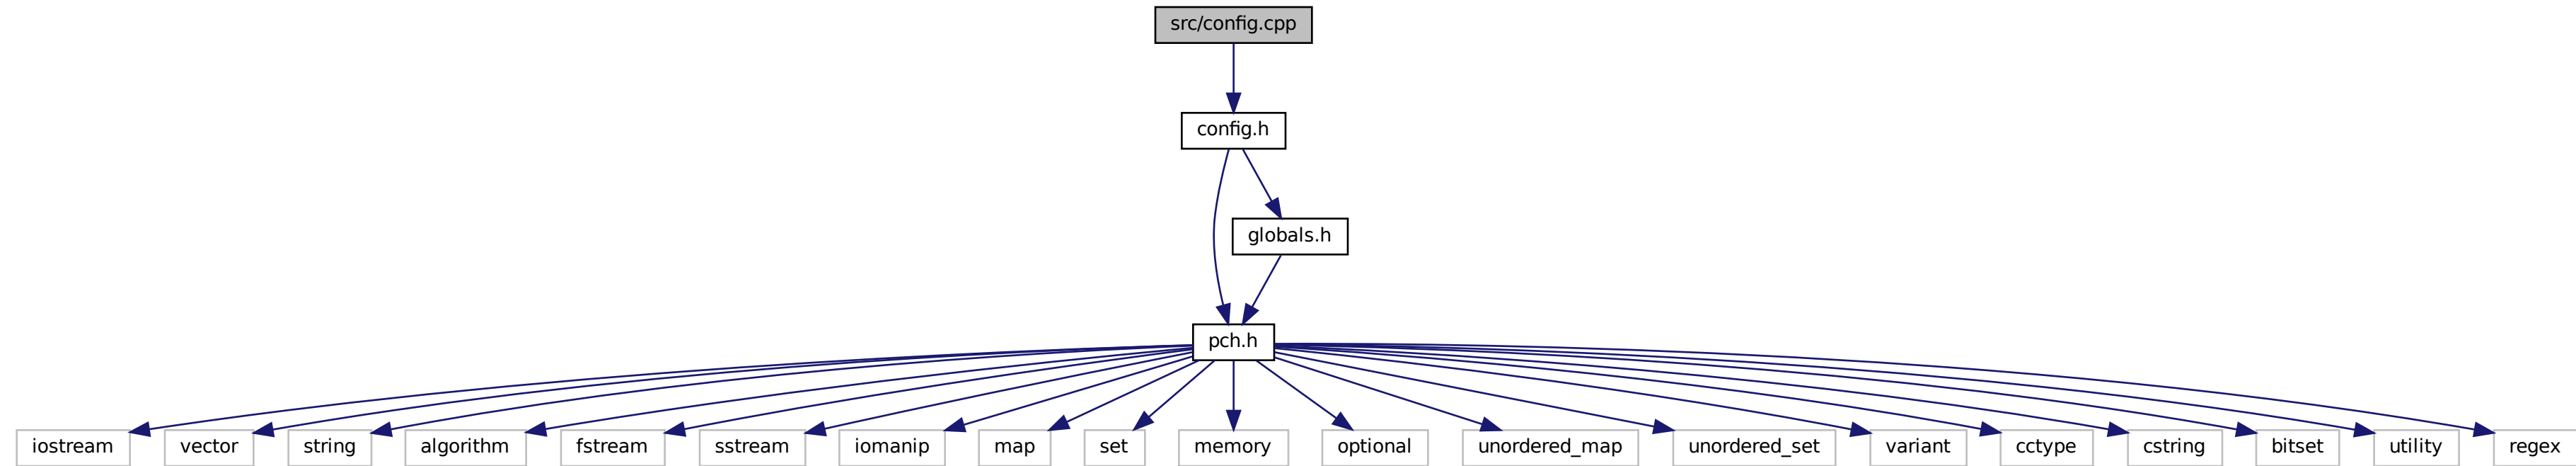 src/config.cpp
config.h
globals.h
pch.h
iostream
vector
string
algorithm
fstream
sstream
iomanip
map
set
memory
optional
unordered_map
unordered_set
variant
cctype
cstring
bitset
utility
regex